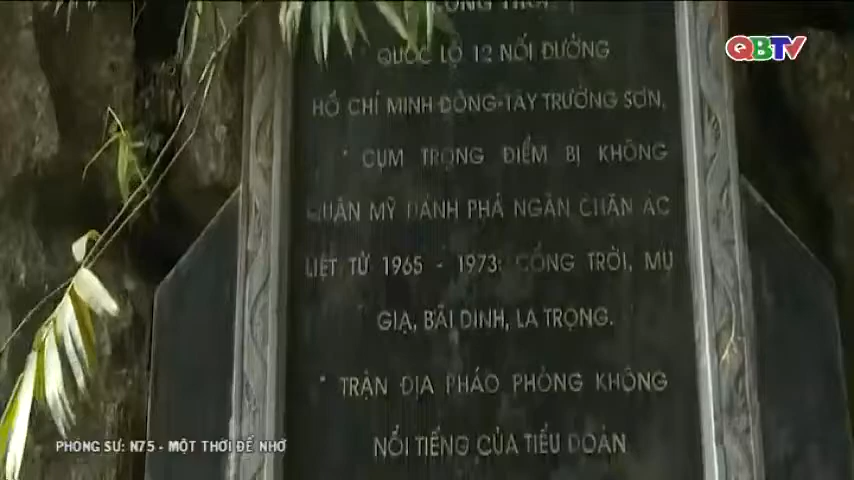 QBTV
QUỐC LỘ 12 NỐI ĐƯỜNG
HỒ CHÍ MINH ĐÔNG-TÂY TRƯỜNG SƠN.
* CỤM TRỌNG ĐIỂM BỊ KHÔNG
QUÂN MỸ ĐÁNH PHÁ NGĂN CHẶN ÁC
LIỆT TỪ 1965 - 1973: CỔNG TRỜI, MỤ
GIẠ, BÃI DINH, LA TRỌNG.
* TRẬN ĐỊA PHÁO PHÒNG KHÔNG
NỔI TIẾNG CỦA TIỂU ĐOÀN
PHÓNG SỰ: N75 - MỘT THỜI ĐỂ NHỚ